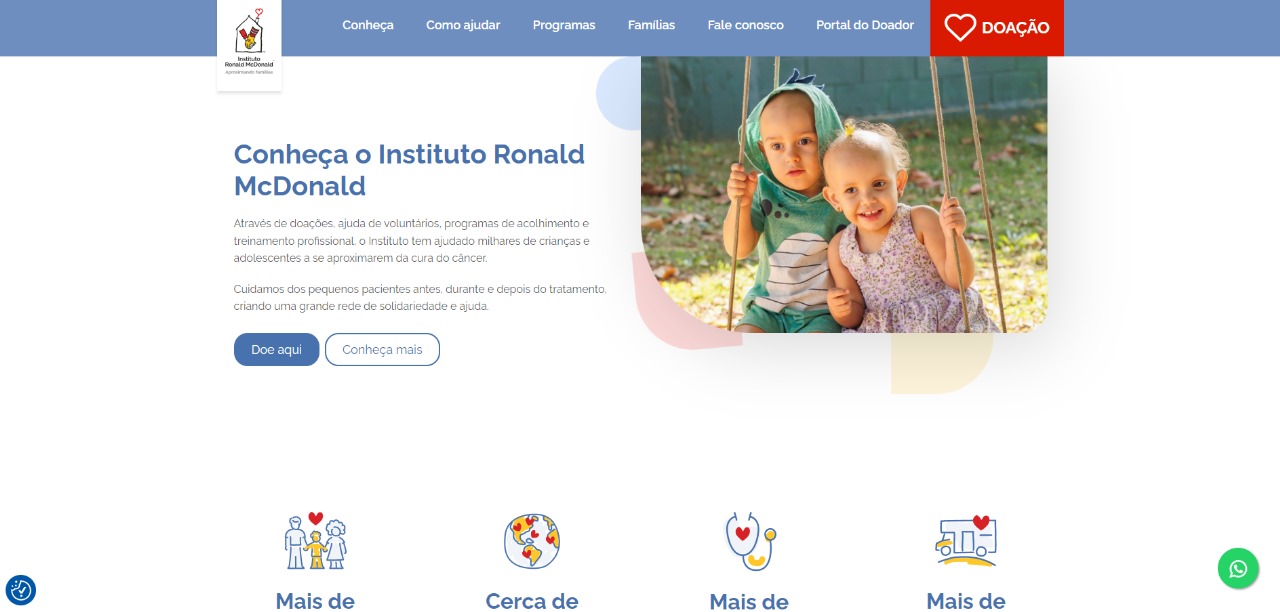 Instituto
Ronald McDonald
Aproximando famílias
Conheça
Como ajudar
Programas
Famílias
Fale conosco
Portal do Doador
DOAÇÃO
Conheça o Instituto Ronald
McDonald
Através de doações, ajuda de voluntários, programas de acolhimento e
treinamento profissional, o Instituto tem ajudado milhares de crianças e
adolescentes a se aproximarem da cura do câncer.
Cuidamos dos pequenos pacientes antes, durante e depois do tratamento,
criando uma grande rede de solidariedade e ajuda.
Doe aqui
Conheça mais
Mais de
Cerca de
Mais de
Mais de